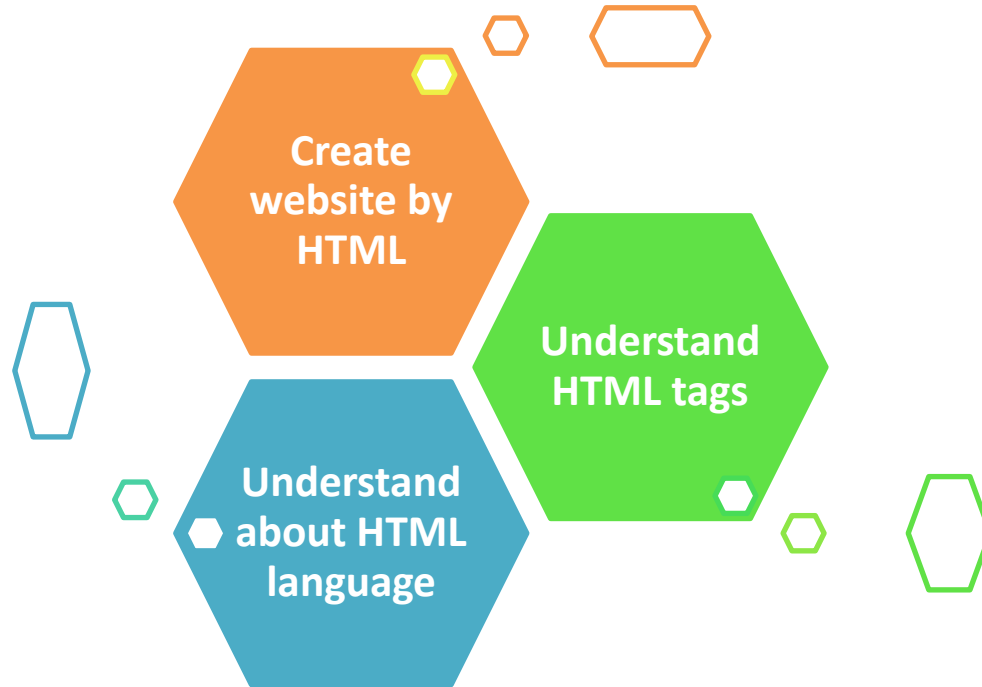 Create
website by
HTML
Understand
HTML tags
Understand
about HTML
language